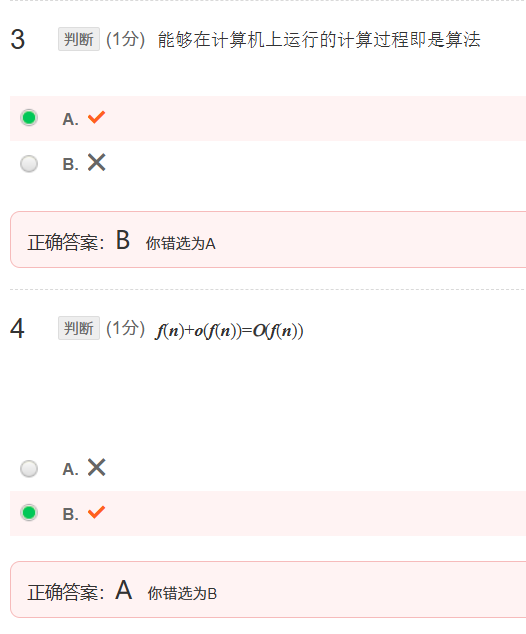 3 判断 (1分) 能够在计算机上运行的计算过程即是算法
A. ✓
B. ✕
正确答案：B 你错选为A
4 判断 (1分) f(n)+o(f(n))=O(f(n))
A. ✕
B. ✓
正确答案：A 你错选为B